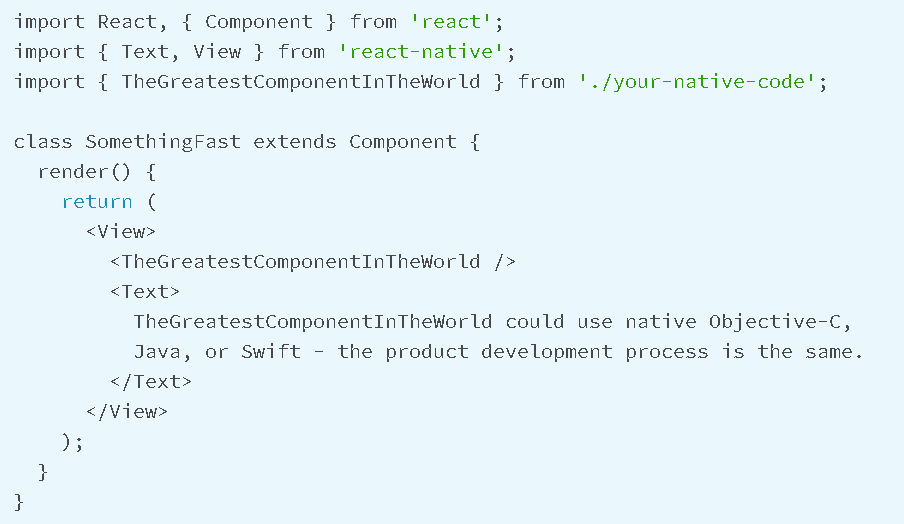 import React, { Component } from 'react';
import { Text, View } from 'react-native';
import { TheGreatestComponentInTheWorld } from './your-native-code';

class SomethingFast extends Component {
  render() {
    return (
      <View>
        <TheGreatestComponentInTheWorld />
        <Text>
          TheGreatestComponentInTheWorld could use native Objective-C,
          Java, or Swift - the product development process is the same.
        </Text>
      </View>
    );
  }
}